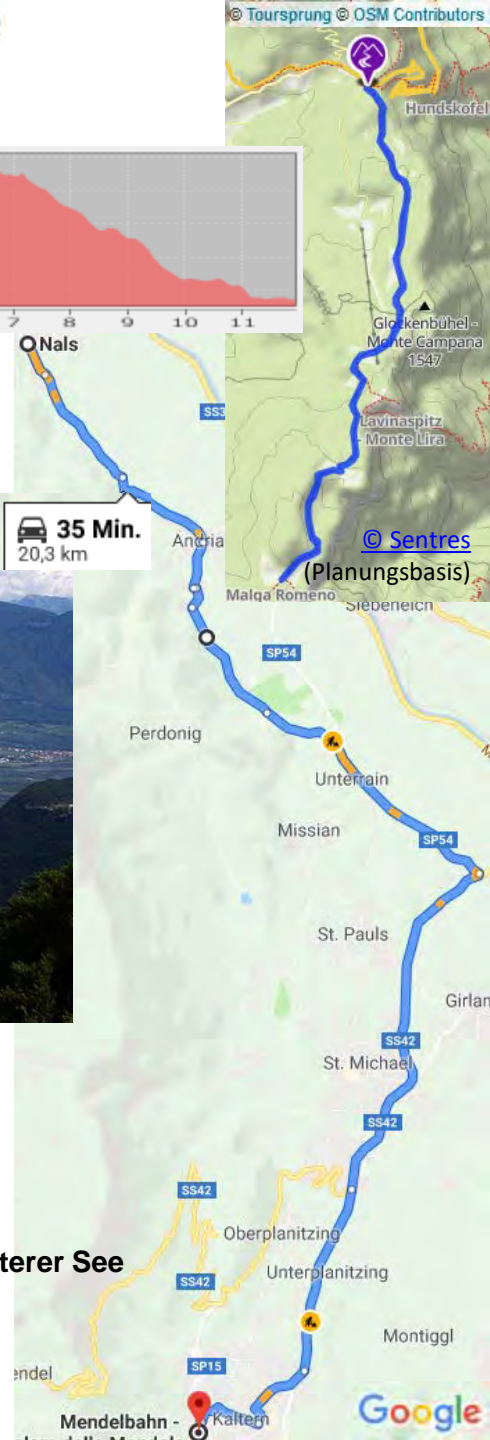 © Toursprung © OSM Contributors
Hundskofel
7 8 9 10 11
Glockenbühel -
Monte Campana
1547
Nals
SS3
Lavinaspitz
- Monte Lira
35 Min.
20,3 km
© Sentres
(Planungsbasis)
Malga Romeno
Siebeneich
SP54
Perdonig
Unterrain
Missian
SP54
St. Pauls
Girlan
SS42
St. Michael
SS42
SS42
Oberplanitzing
terer See
Unterplanitzing
SS42
Montiggl
endel
SP15
Kaltern
Mendelbahn -
Google